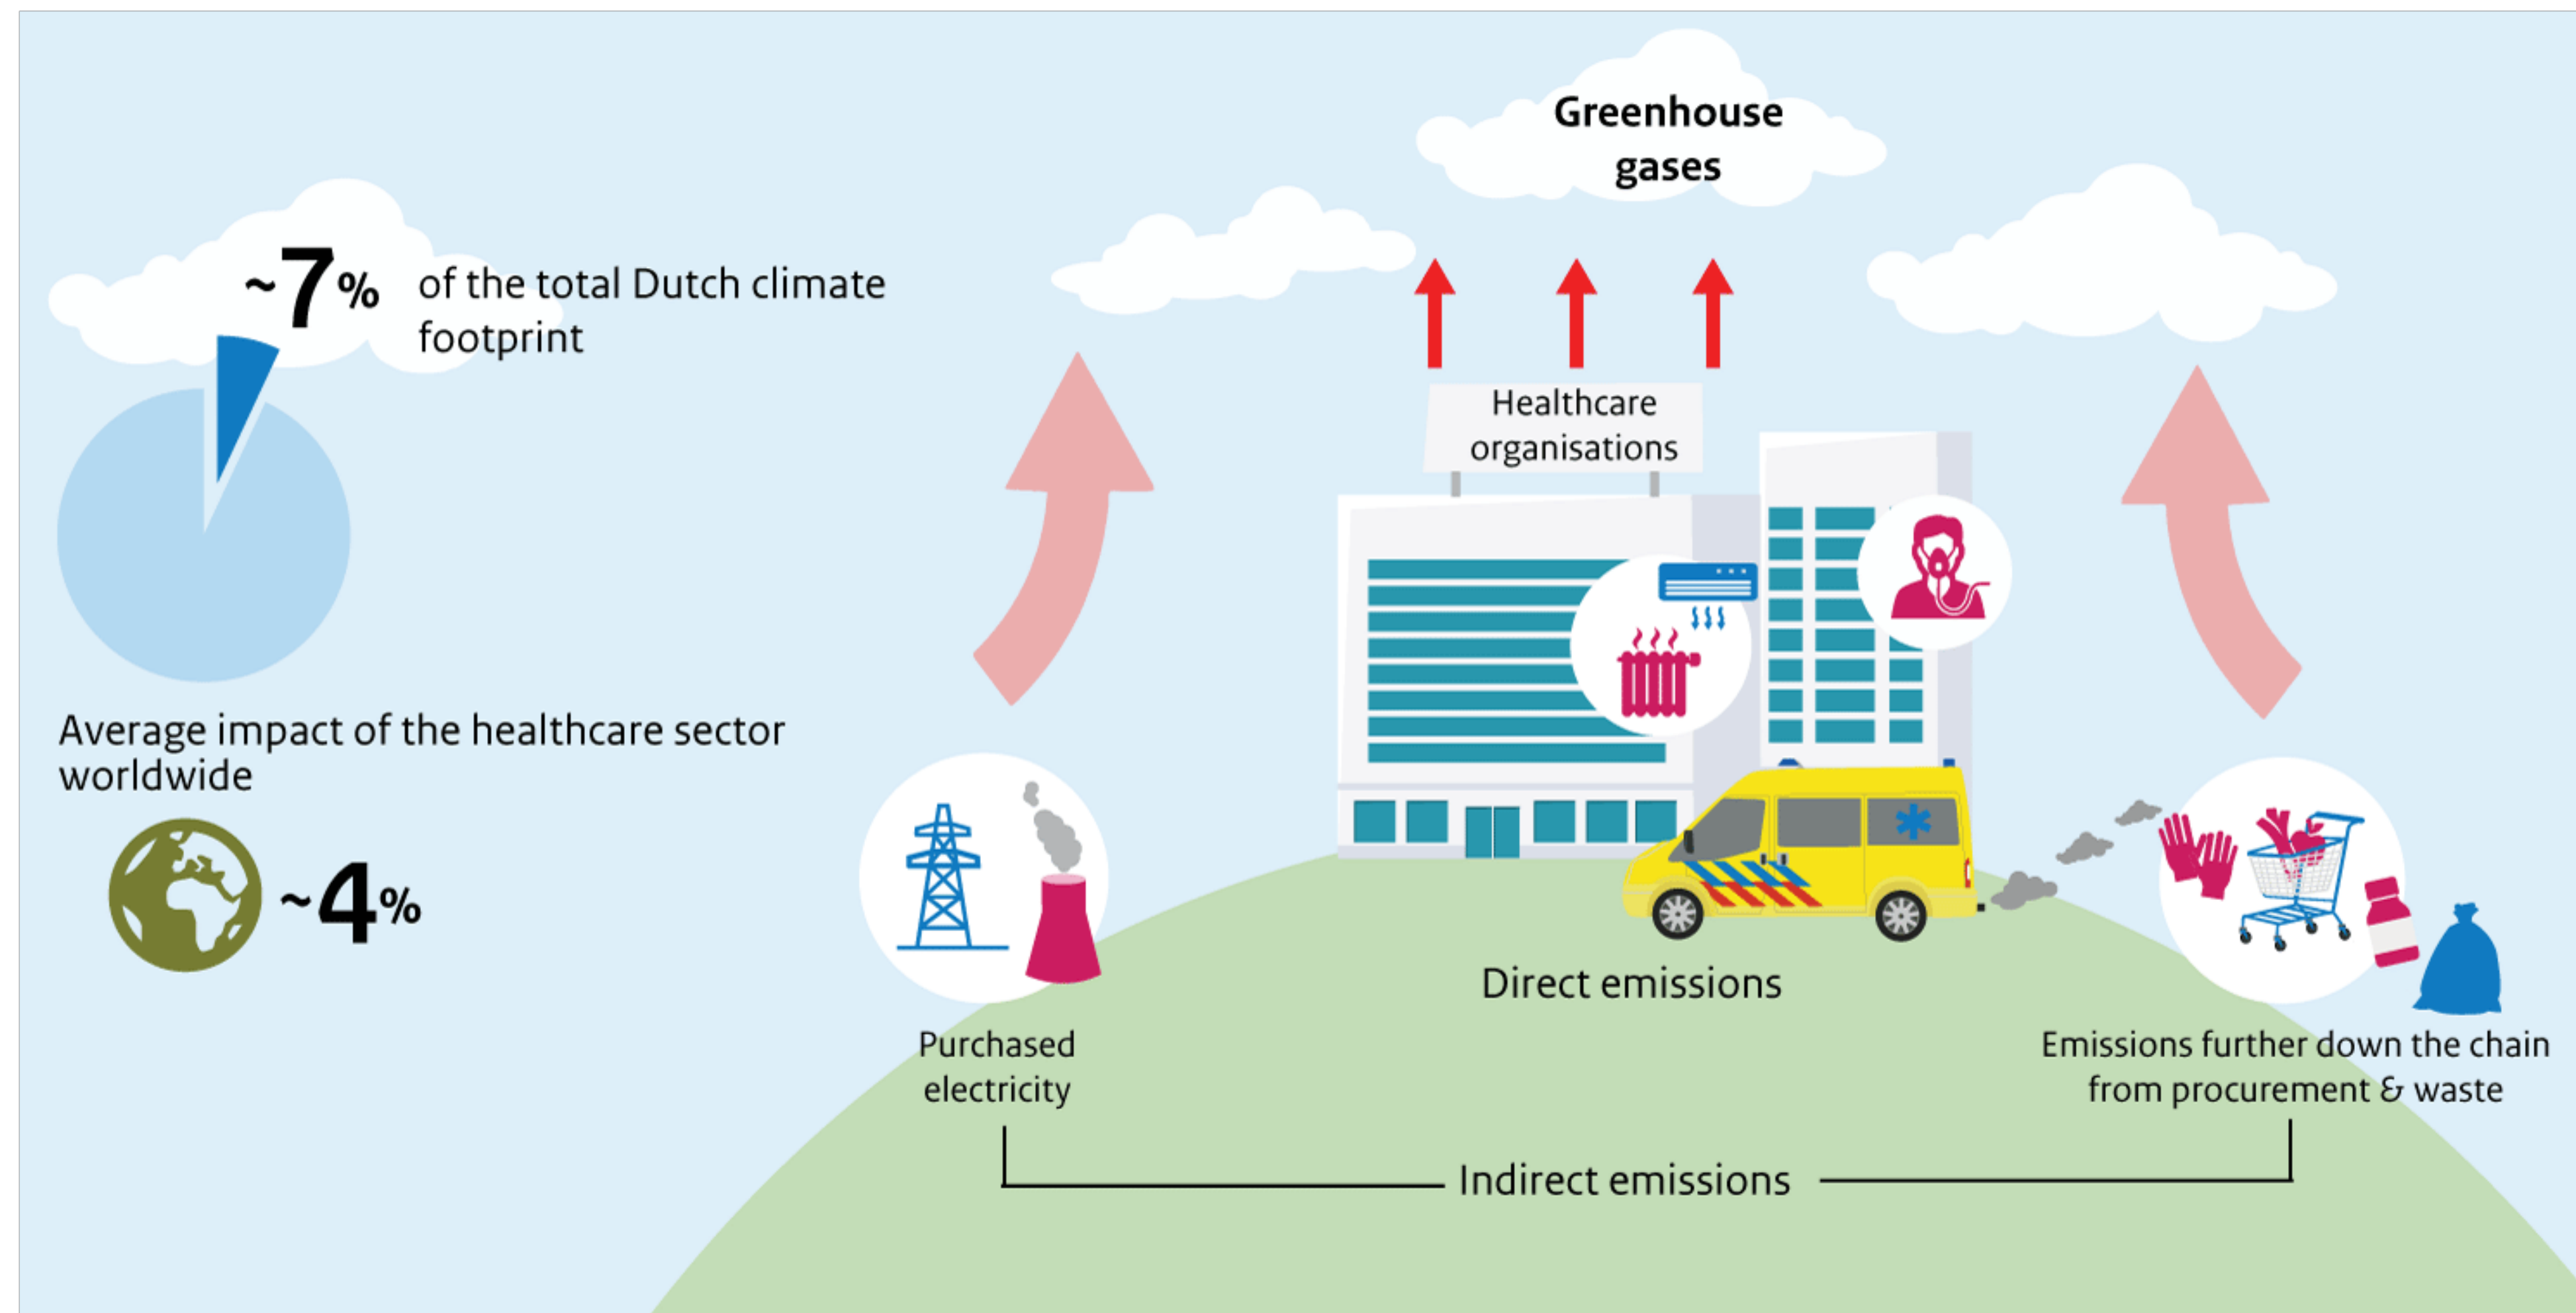 ~7% of the total Dutch climate
footprint
Average impact of the healthcare sector
worldwide
~4%
Greenhouse
gases
Healthcare
organisations
Direct emissions
Purchased
electricity
Emissions further down the chain
from procurement & waste
Indirect emissions